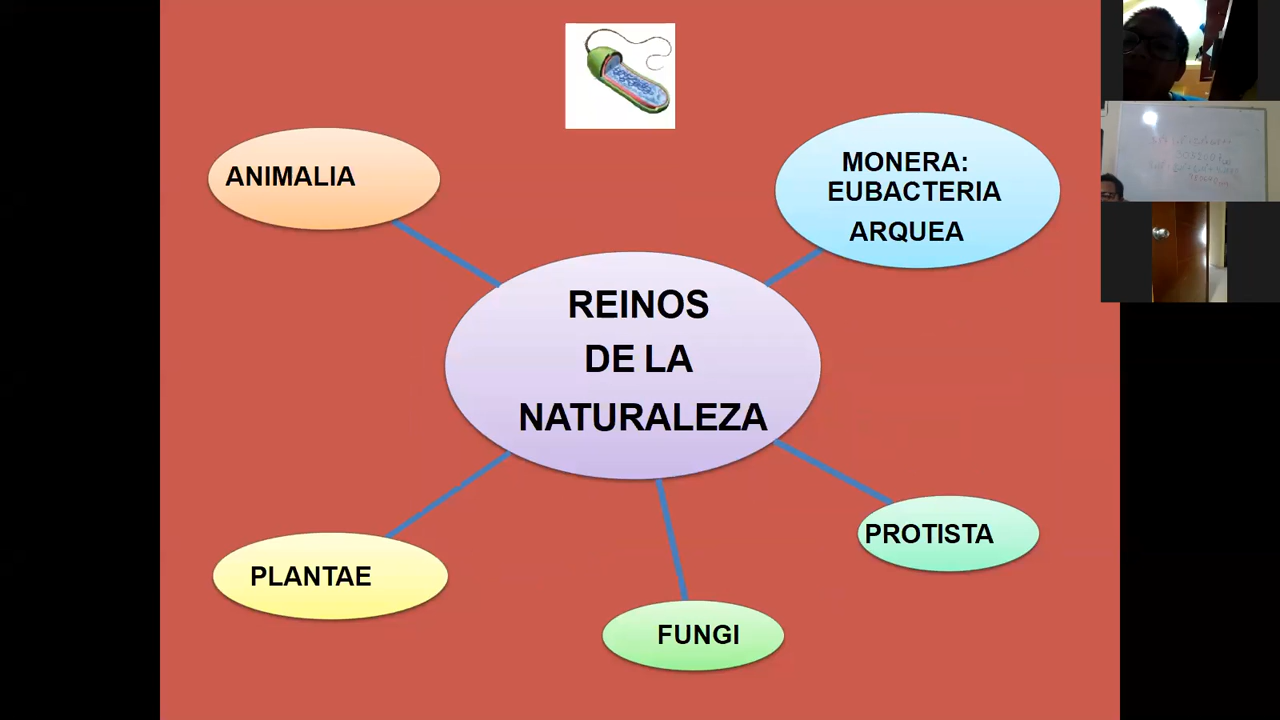 ANIMALIA
MONERA:
EUBACTERIA
ARQUEA
REINOS
DE LA
NATURALEZA
PROTISTA
PLANTAE
FUNGI